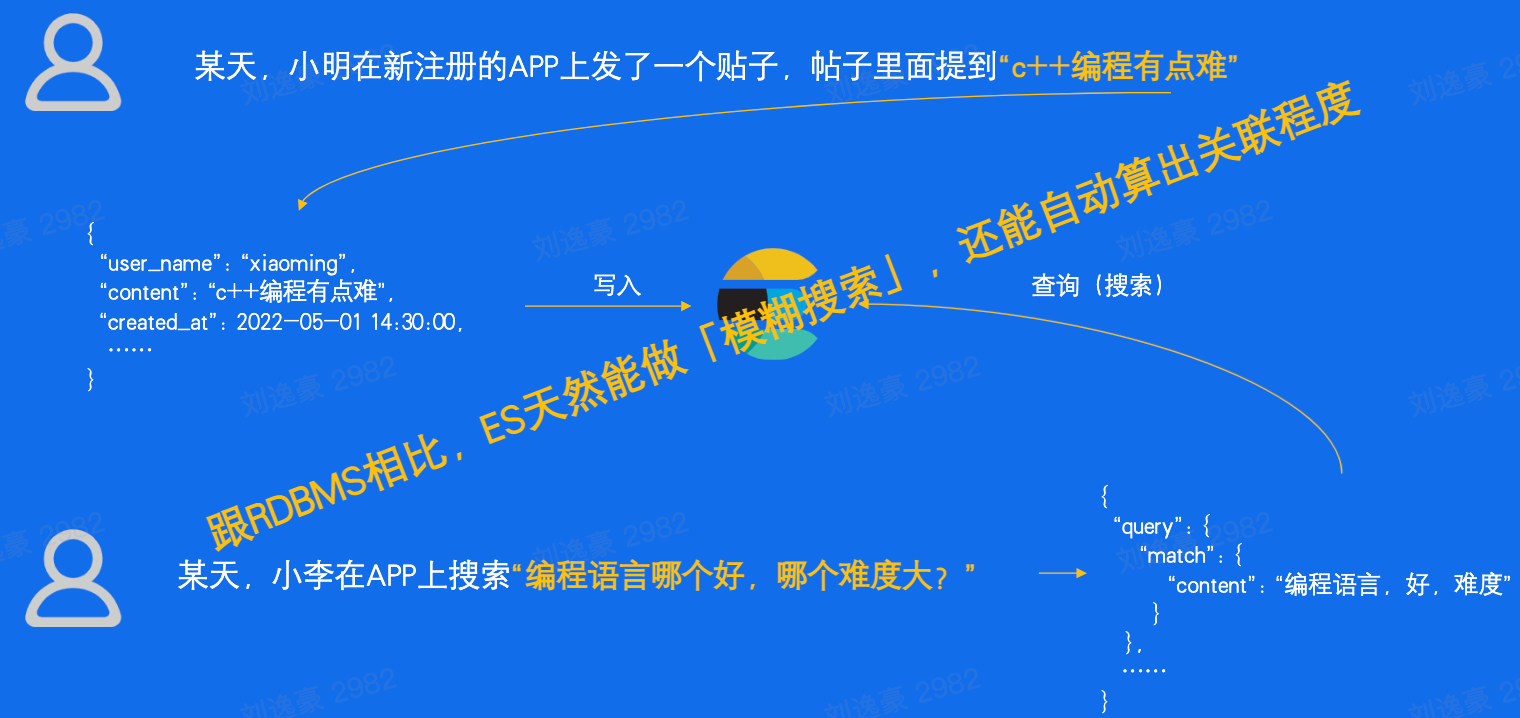 某天，小明在新注册的APP上发了一个贴子，帖子里面提到“c++编程有点难”
{
“user_name”：“xiaoming”，
“content”：“c++编程有点难”，
“created_at”：2022-05-01 14:30:00，
……
}
写入
查询（搜索）
跟RDBMS相比，ES天然能做「模糊搜索」，还能自动算出关联程度
某天，小李在APP上搜索“编程语言哪个好，哪个难度大？”
{
“query”：{
“match”：{
“content”：“编程语言，好，难度”
}
}，
……
}
刘逸豪 2982